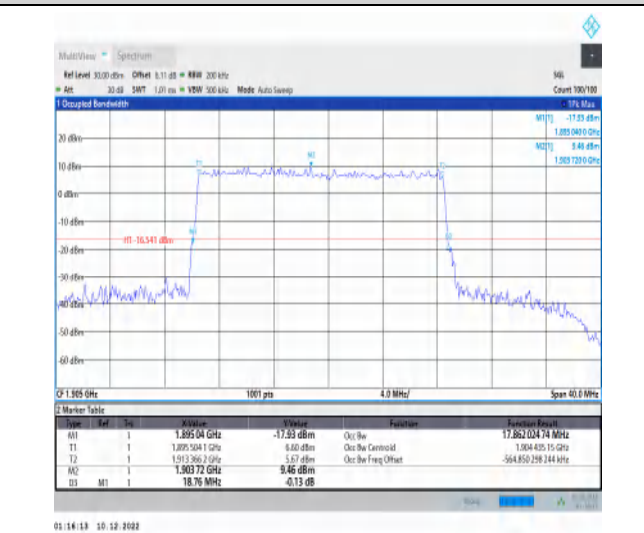 MultiView Spectrum
Ref Level 30.00 dBm Offset 8.11 dB RBW 200 kHz SGL
Att 30 dB SWT 1.01 ms VBW 500 kHz Mode Auto Sweep Count 100/100
1 Occupied Bandwidth 1Pk Max
M1[1] -17.93 dBm
1.895 040 0 GHz
M2[1] 9.46 dBm
1.903 720 0 GHz
20 dBm
10 dBm
0 dBm
-10 dBm
H1 -16.541 dBm
-20 dBm
-30 dBm
-40 dBm
-50 dBm
-60 dBm
T1
M2
T2
M1
CF 1.905 GHz 1001 pts 4.0 MHz/ Span 40.0 MHz
2 Marker Table
Type Ref Trc X-Value Y-Value Function Function Result
M1 1 1.895 04 GHz -17.93 dBm Occ Bw 17.862 024 74 MHz
T1 1 1.895 504 1 GHz 6.60 dBm Occ Bw Centroid 1.904 435 15 GHz
T2 1 1.913 366 2 GHz 5.67 dBm Occ Bw Freq Offset -564.850 298 244 kHz
M2 1 1.903 72 GHz 9.46 dBm
D3 M1 1 18.76 MHz -0.13 dB
01:16:13 10.12.2022